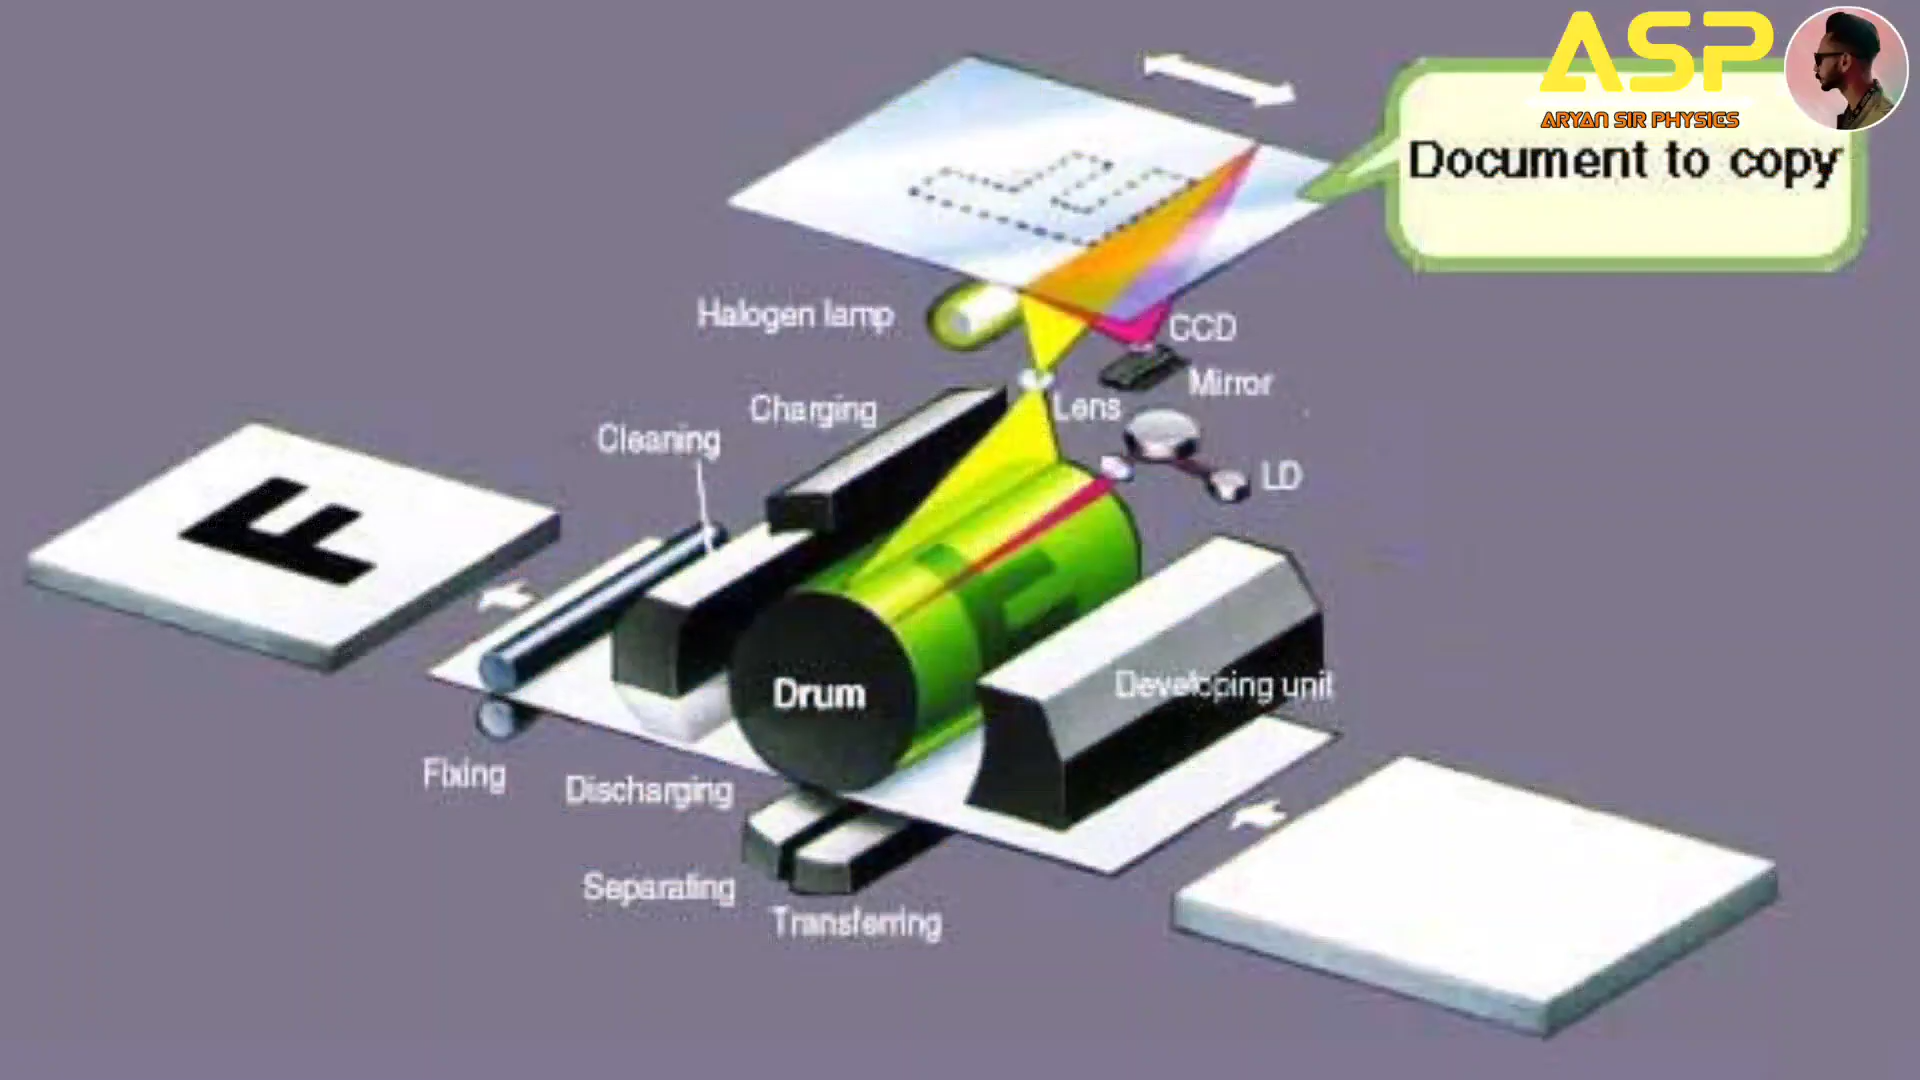 ASP
ARYAN SIR PHYSICS
Document to copy
Halogen lamp
CCD
Mirror
Charging
Lens
Cleaning
LD
F
Drum
Developing unit
Fixing
Discharging
Separating
Transferring